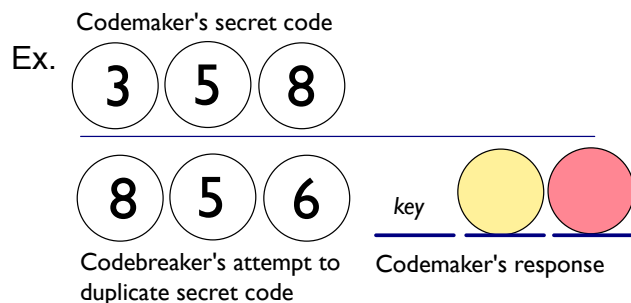 Codemaker's secret code
Ex.
3 5 8
8 5 6
key
Codebreaker's attempt to
duplicate secret code
Codemaker's response